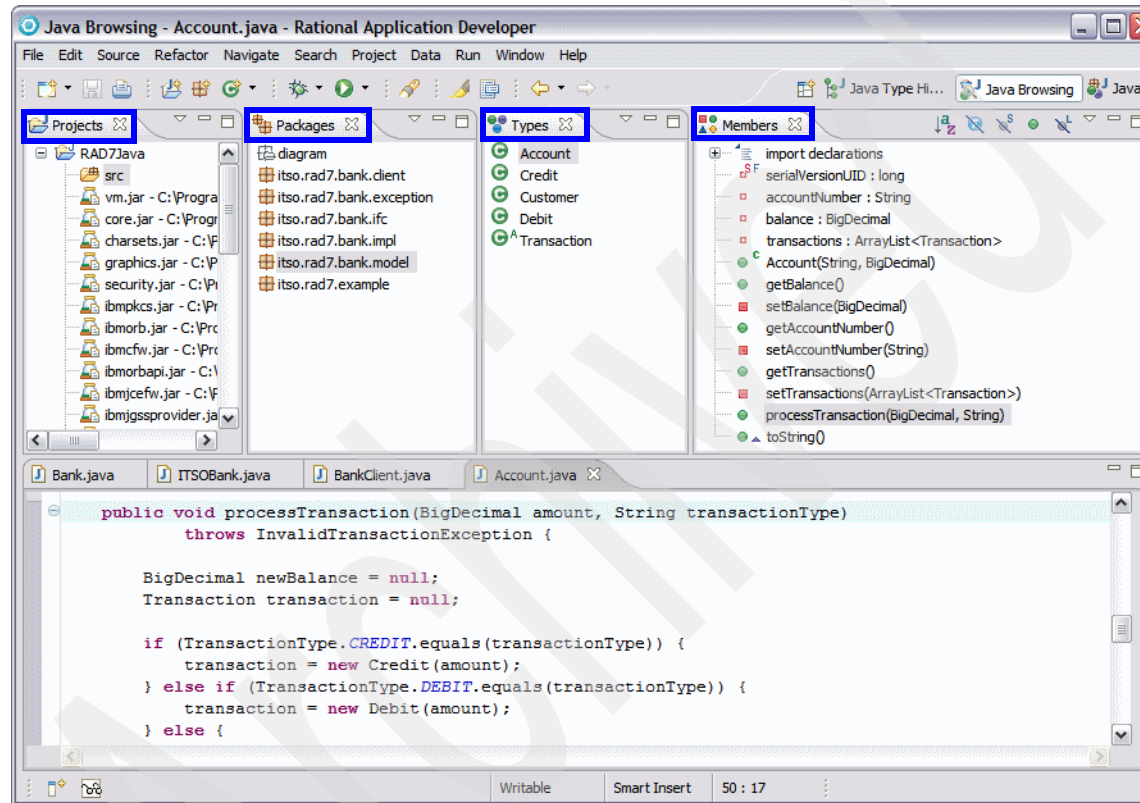 Java Browsing - Account.java - Rational Application Developer
File Edit Source Refactor Navigate Search Project Data Run Window Help
Java Type Hi... Java Browsing Java
Projects
RAD7Java
src
vm.jar - C:\Progra
core.jar - C:\Progr
charsets.jar - C:\P
graphics.jar - C:\P
security.jar - C:\Pr
ibmpkcs.jar - C:\Pr
ibmorb.jar - C:\Pro
ibmcfw.jar - C:\Pro
ibmorbapi.jar - C:\
ibmjcefw.jar - C:\P
ibmjgssprovider.ja
Packages
diagram
itso.rad7.bank.client
itso.rad7.bank.exception
itso.rad7.bank.ifc
itso.rad7.bank.impl
itso.rad7.bank.model
itso.rad7.example
Types
Account
Credit
Customer
Debit
Transaction
Members
import declarations
serialVersionUID : long
accountNumber : String
balance : BigDecimal
transactions : ArrayList<Transaction>
Account(String, BigDecimal)
getBalance()
setBalance(BigDecimal)
getAccountNumber()
setAccountNumber(String)
getTransactions()
setTransactions(ArrayList<Transaction>)
processTransaction(BigDecimal, String)
toString()
Bank.java ITSOBank.java BankClient.java Account.java
public void processTransaction(BigDecimal amount, String transactionType)
throws InvalidTransactionException {
BigDecimal newBalance = null;
Transaction transaction = null;
if (TransactionType.CREDIT.equals(transactionType)) {
transaction = new Credit(amount);
} else if (TransactionType.DEBIT.equals(transactionType)) {
transaction = new Debit(amount);
} else {
Writable Smart Insert 50 : 17
Archived